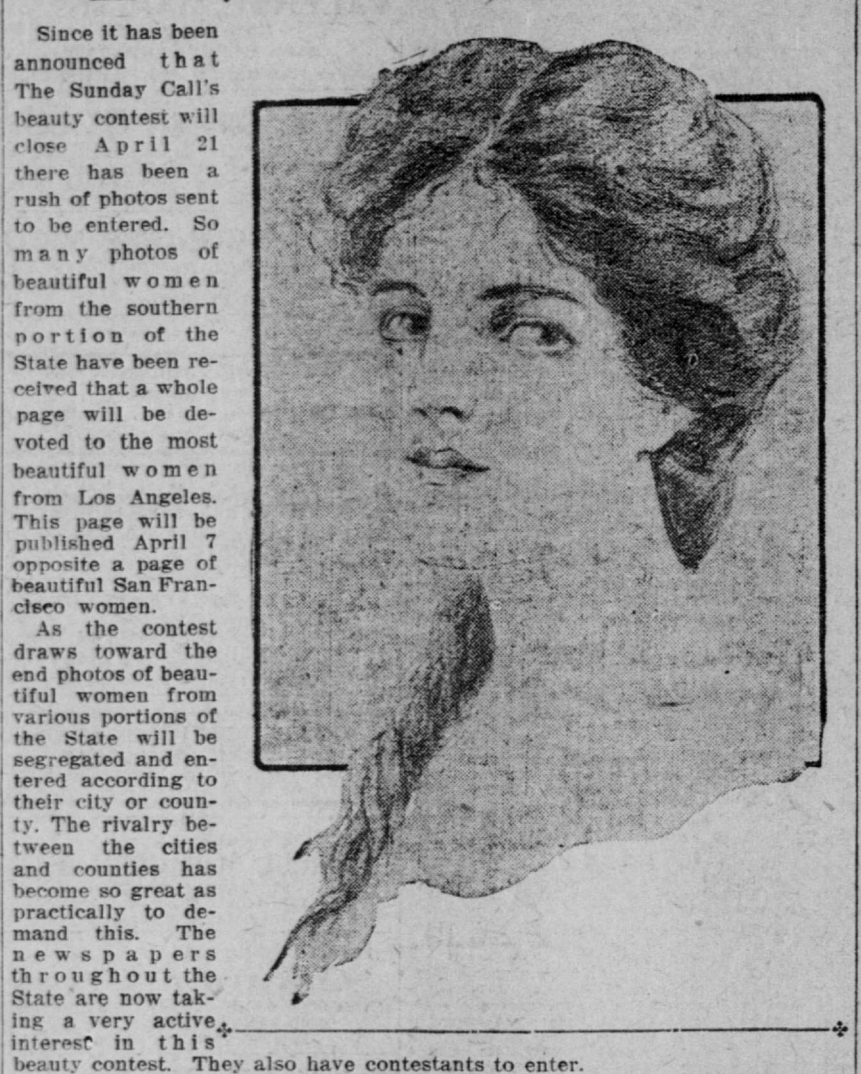 Since it has been
announced that
The Sunday Call's
beauty contest will
close April 21
there has been a
rush of photos sent
to be entered. So
many photos of
beautiful women
from the southern
portion of the
State have been re-
ceived that a whole
page will be de-
voted to the most
beautiful women
from Los Angeles.
This page will be
published April 7
opposite a page of
beautiful San Fran-
cisco women.
As the contest
draws toward the
end photos of beau-
tiful women from
various portions of
the State will be
segregated and en-
tered according to
their city or coun-
ty. The rivalry be-
tween the cities
and counties has
become so great as
practically to de-
mand this. The
newspapers
throughout the
State are now tak-
ing a very active
interest in this
beauty contest. They also have contestants to enter.